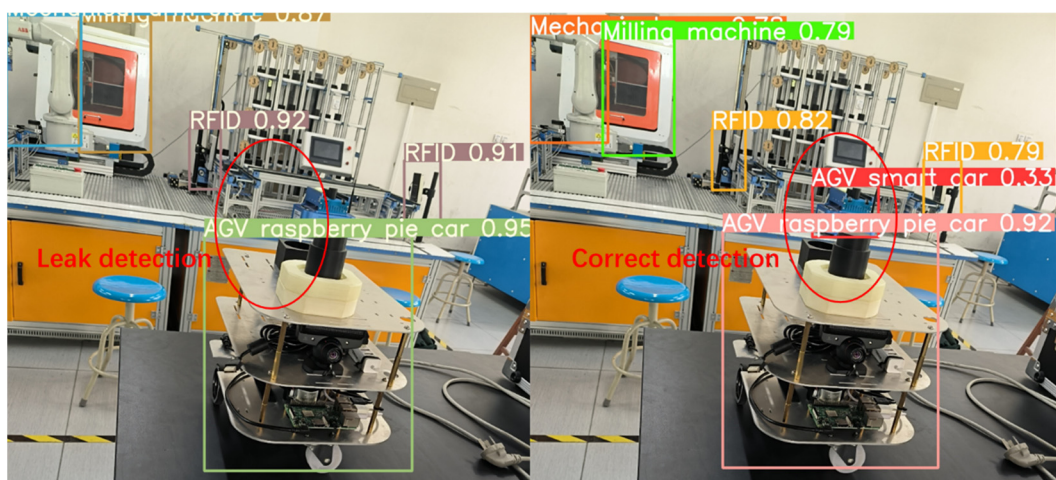 Milling machine 0.87
RFID 0.92
RFID 0.91
AGV raspberry pie car 0.95
Leak detection
Milling machine 0.79
RFID 0.82
RFID 0.79
AGV smart car 0.33
AGV raspberry pie car 0.92
Correct detection